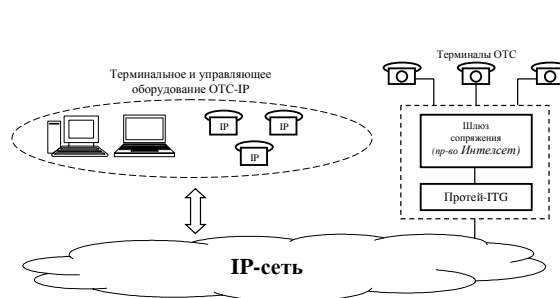 Терминальное и управляющее
оборудование ОТС-IP
IP
IP
IP
Терминалы ОТС
Шлюз
сопряжения
(пр-во Интелсет)
Протей-ITG
IP-сеть